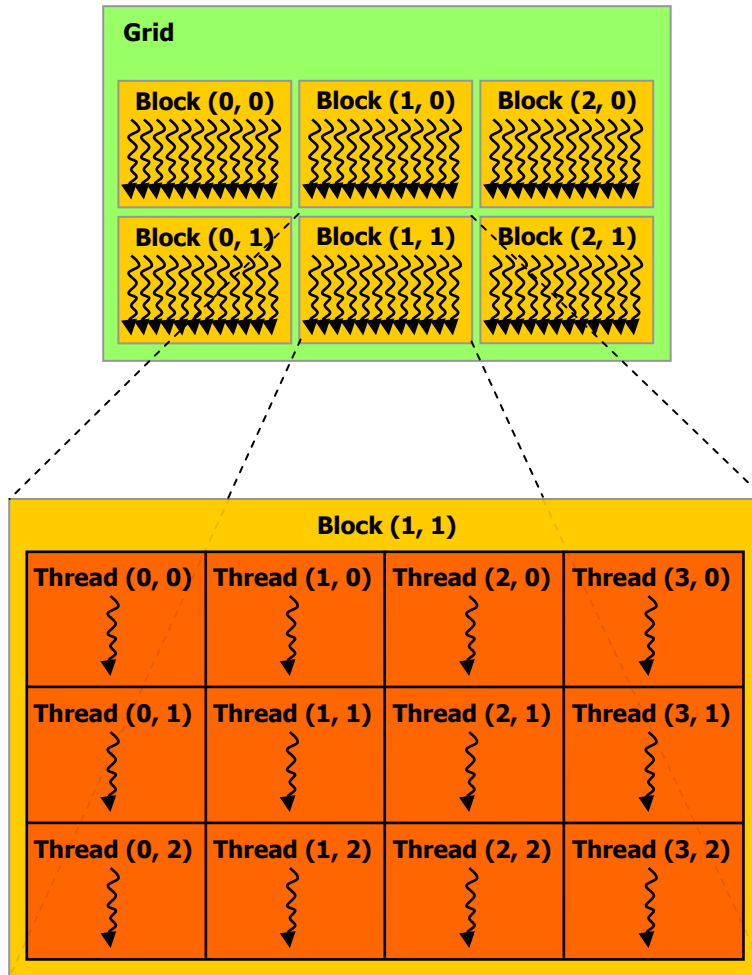 Grid
Block (0, 0) Block (1, 0) Block (2, 0)
Block (0, 1) Block (1, 1) Block (2, 1)
Block (1, 1)
Thread (0, 0) Thread (1, 0) Thread (2, 0) Thread (3, 0)
Thread (0, 1) Thread (1, 1) Thread (2, 1) Thread (3, 1)
Thread (0, 2) Thread (1, 2) Thread (2, 2) Thread (3, 2)